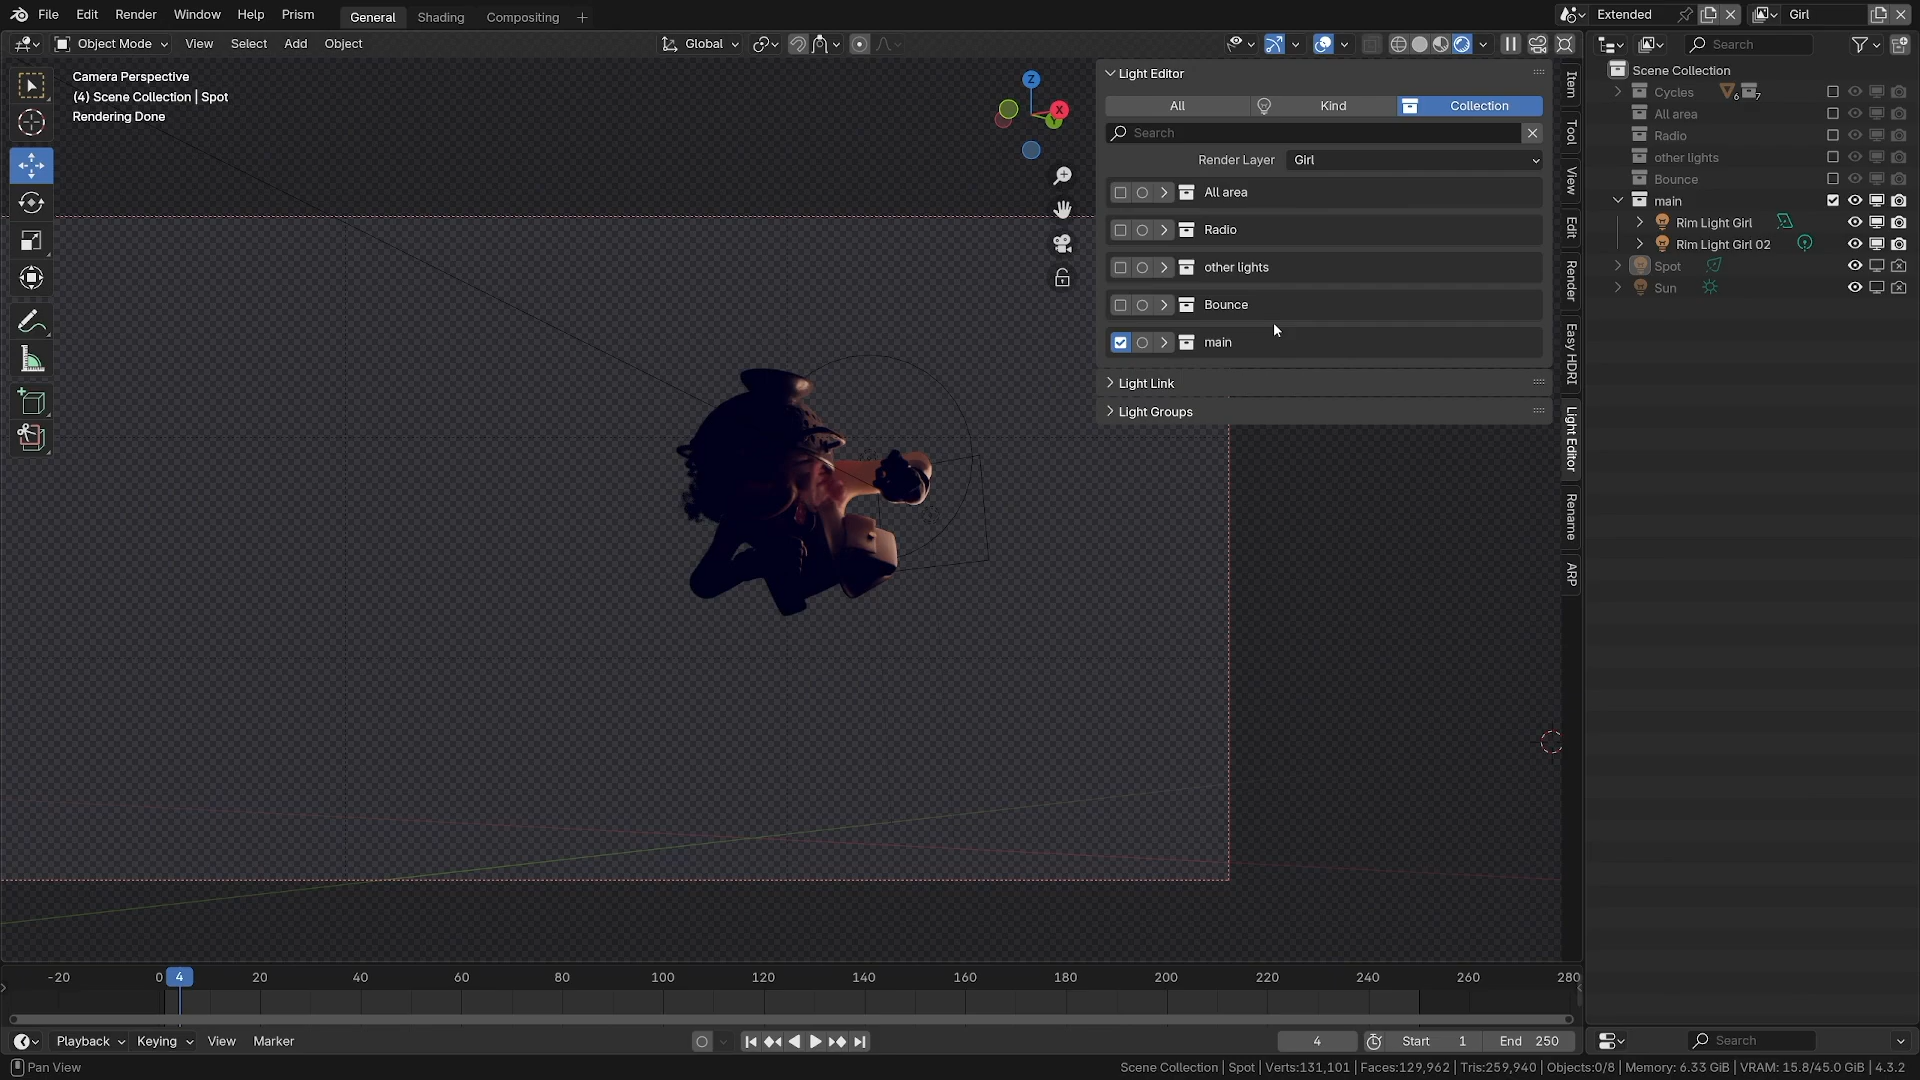 File Edit Render Window Help Prism General Shading Compositing + Extended Girl
Object Mode View Select Add Object Global Search
Camera Perspective
(4) Scene Collection | Spot
Rendering Done
Z
X
Y
Light Editor
All Kind Collection
Search
Render Layer Girl
All area
Radio
other lights
Bounce
main
Light Link
Light Groups
Item
Tool
View
Edit
Render
Easy HDRI
Light Editor
Rename
ARP
Scene Collection
Cycles 6 7
All area
Radio
other lights
Bounce
main
Rim Light Girl
Rim Light Girl 02
Spot
Sun
-20 0 4 20 40 60 80 100 120 140 160 180 200 220 240 260 280
Playback Keying View Marker 4 Start 1 End 250 Search
Pan View Scene Collection | Spot | Verts:131,101 | Faces:129,962 | Tris:259,940 | Objects:0/8 | Memory: 6.33 GiB | VRAM: 15.8/45.0 GiB | 4.3.2